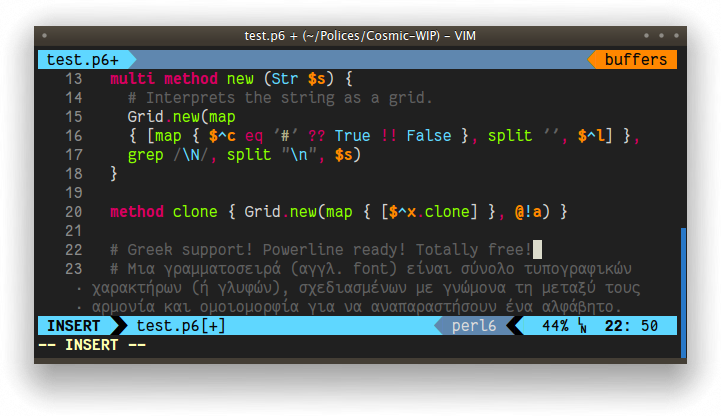 test.p6 + (~/Polices/Cosmic-WIP) - VIM
test.p6+ buffers
13 multi method new (Str $s) {
14 # Interprets the string as a grid.
15 Grid.new(map
16 { [map { $^c eq '#' ?? True !! False }, split '', $^l] },
17 grep /\N/, split "\n", $s)
18 }
19
20 method clone { Grid.new(map { [$^x.clone] }, @!a) }
21
22 # Greek support! Powerline ready! Totally free!
23 # Μια γραμματοσειρά (αγγλ. font) είναι σύνολο τυπογραφικών
· χαρακτήρων (ή γλυφών), σχεδιασμένων με γνώμονα τη μεταξύ τους
· αρμονία και ομοιομορφία για να αναπαραστήσουν ένα αλφάβητο.
INSERT test.p6[+] perl6 44% LN 22: 50
-- INSERT --